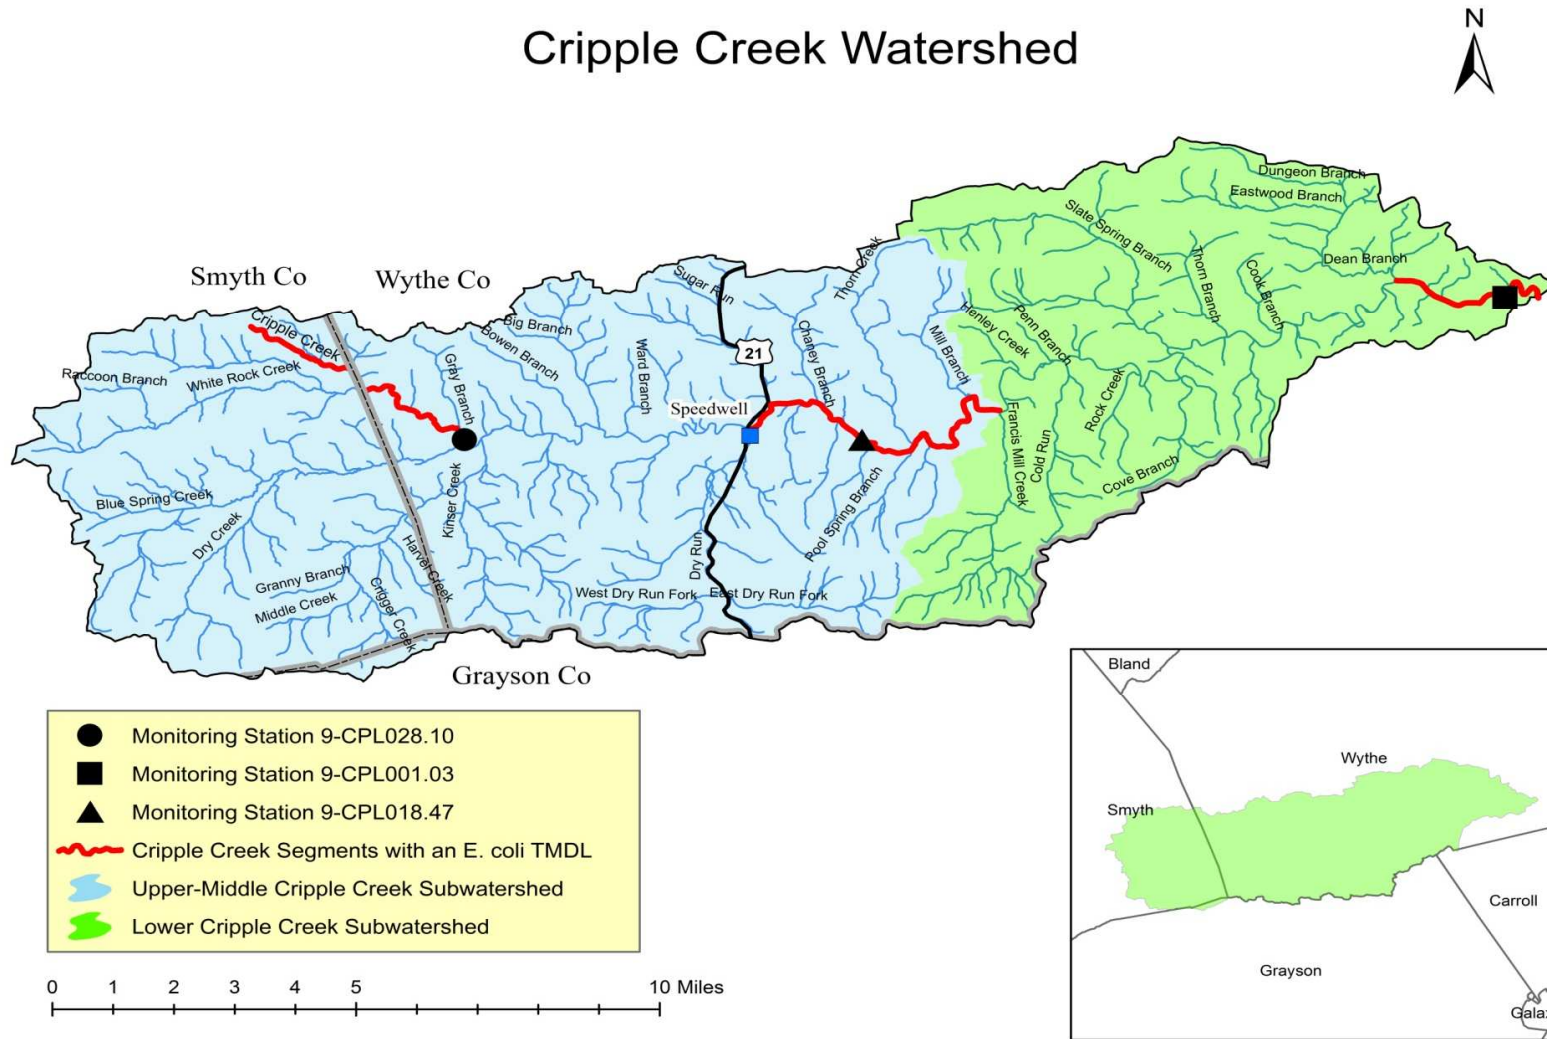 Cripple Creek Watershed
N
Dungeon Branch
Eastwood Branch
Slate Spring Branch
Thorn Branch
Cook Branch
Dean Branch
Smyth Co
Wythe Co
Sugar Run
Thorn Creek
Cripple Creek
Big Branch
Bowen Branch
Gray Branch
Ward Branch
21
Chaney Branch
Mill Branch
Henley Creek
Penn Branch
Raccoon Branch
White Rock Creek
Speedwell
Rock Creek
Francis Mill Creek
Cold Run
Cove Branch
Blue Spring Creek
Dry Creek
Kinser Creek
Harvel Creek
Rool Spring Branch
Dry Run
Granny Branch
Middle Creek
Crigger Creek
West Dry Run Fork
East Dry Run Fork
Grayson Co
Monitoring Station 9-CPL028.10
Monitoring Station 9-CPL001.03
Monitoring Station 9-CPL018.47
Cripple Creek Segments with an E. coli TMDL
Upper-Middle Cripple Creek Subwatershed
Lower Cripple Creek Subwatershed
0 1 2 3 4 5 10 Miles
Bland
Wythe
Smyth
Carroll
Grayson
Galax